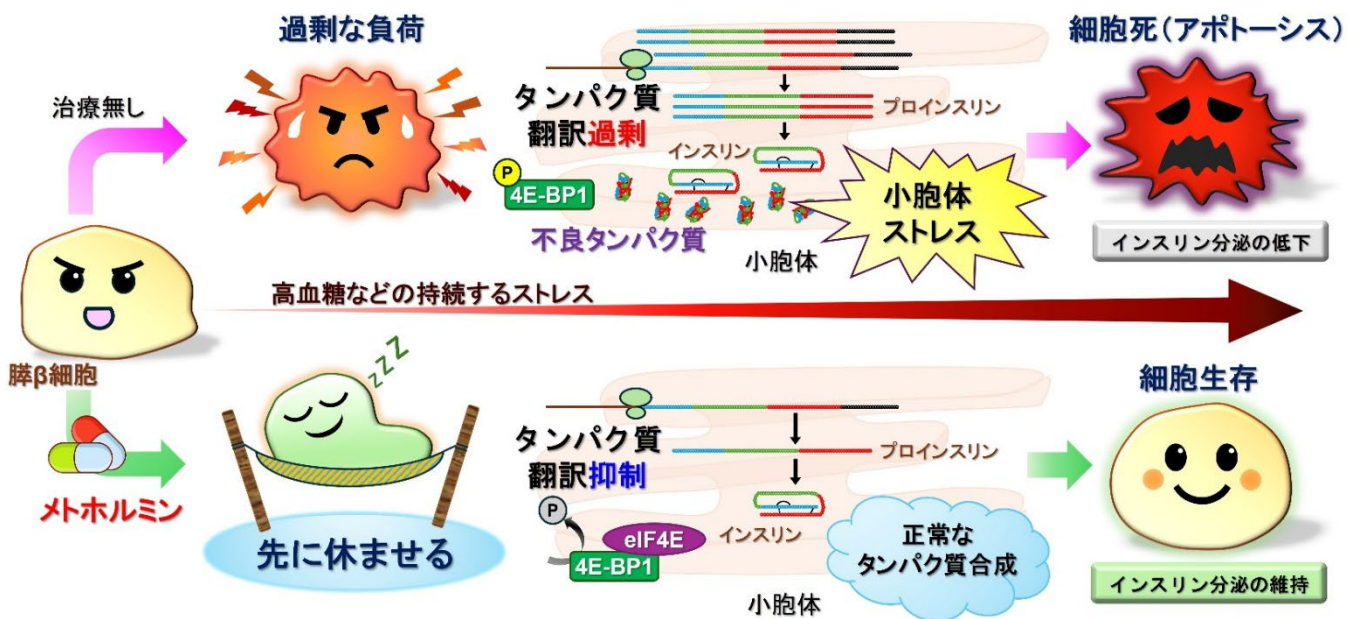 過剰な負荷
細胞死（アポトーシス）
治療無し
タンパク質
翻訳過剰
プロインスリン
インスリン
P
4E-BP1
不良タンパク質
小胞体
小胞体
ストレス
インスリン分泌の低下
高血糖などの持続するストレス
膵β細胞
メトホルミン
zzZ
先に休ませる
タンパク質
翻訳抑制
プロインスリン
インスリン
P
eIF4E
4E-BP1
小胞体
正常な
タンパク質合成
細胞生存
インスリン分泌の維持